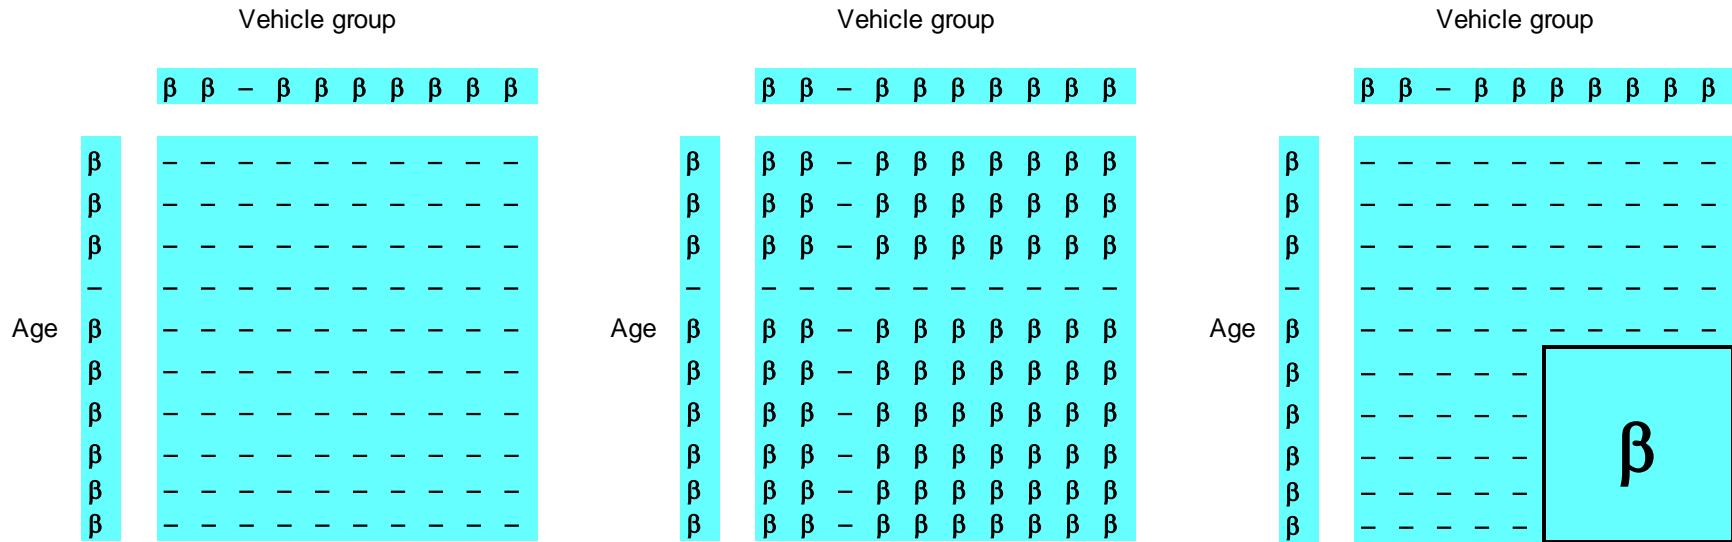 Vehicle group Vehicle group Vehicle group
β β – β β β β β β β β β – β β β β β β β β β – β β β β β β β
β – – – – – – – – – – β β β – β β β β β β β β – – – – – – – – – –
β – – – – – – – – – – β β β – β β β β β β β β – – – – – – – – – –
β – – – – – – – – – – β β β – β β β β β β β β – – – – – – – – – –
– – – – – – – – – – – – – – – – – – – – – – – – – – – – – – – – –
Age β – – – – – – – – – – Age β β β – β β β β β β β Age β – – – – – – – – – –
β – – – – – – – – – – β β β – β β β β β β β β – – – – –
β – – – – – – – – – – β β β – β β β β β β β β – – – – –
β – – – – – – – – – – β β β – β β β β β β β β – – – – – β
β – – – – – – – – – – β β β – β β β β β β β β – – – – –
β – – – – – – – – – – β β β – β β β β β β β β – – – – –